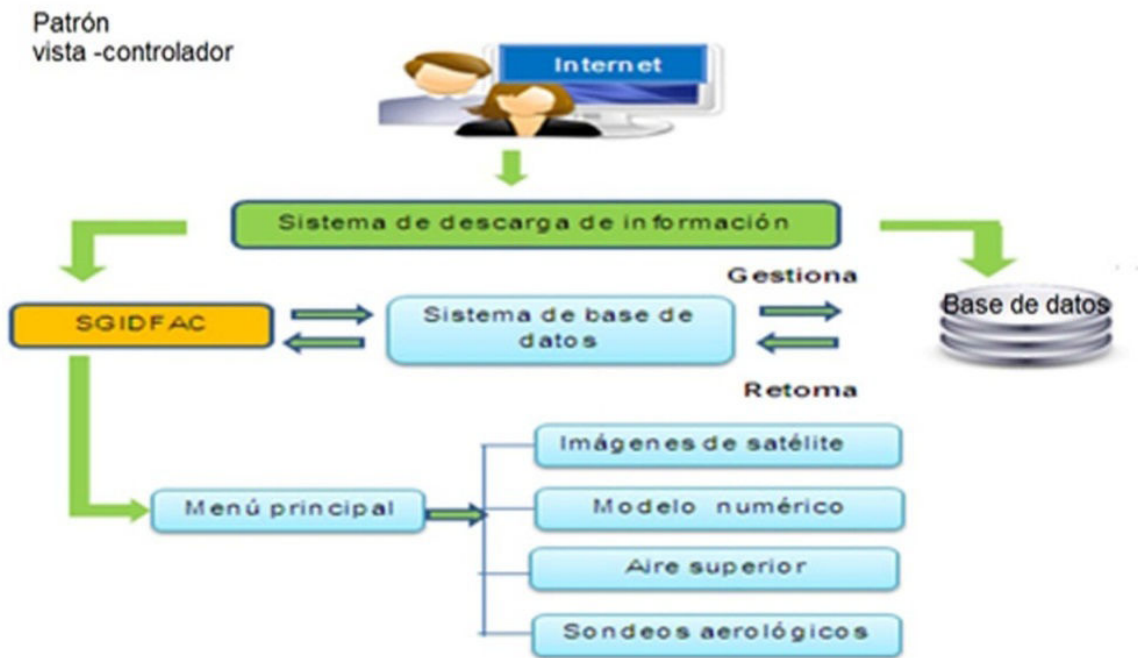 Patrón
vista -controlador
Internet
Sistema de descarga de información
Gestiona
SGIDFAC
Sistema de base de
datos
Base de datos
Retorna
Imágenes de satélite
Menú principal
Modelo numérico
Aire superior
Sondeos aerológicos